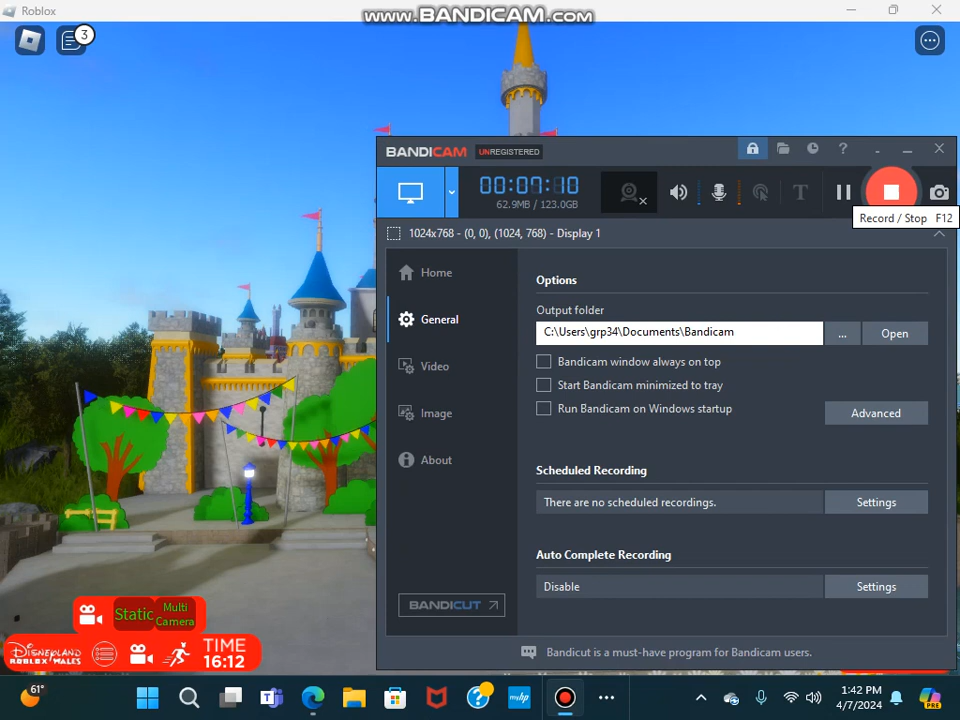 Roblox
www.BANDICAM.com
3
BANDICAM UNREGISTERED
00:07:10
62.9MB / 123.0GB
T
Record / Stop F12
1024x768 - (0, 0), (1024, 768) - Display 1
Home
General
Video
Image
About
BANDICUT
Options
Output folder
C:\Users\grp34\Documents\Bandicam
...
Open
Bandicam window always on top
Start Bandicam minimized to tray
Run Bandicam on Windows startup
Advanced
Scheduled Recording
There are no scheduled recordings.
Settings
Auto Complete Recording
Disable
Settings
Bandicut is a must-have program for Bandicam users.
Static
Multi
Camera
DISNEYLAND
ROBLOX WALES
TIME
16:12
61°
myhp
1:42 PM
4/7/2024
PRE